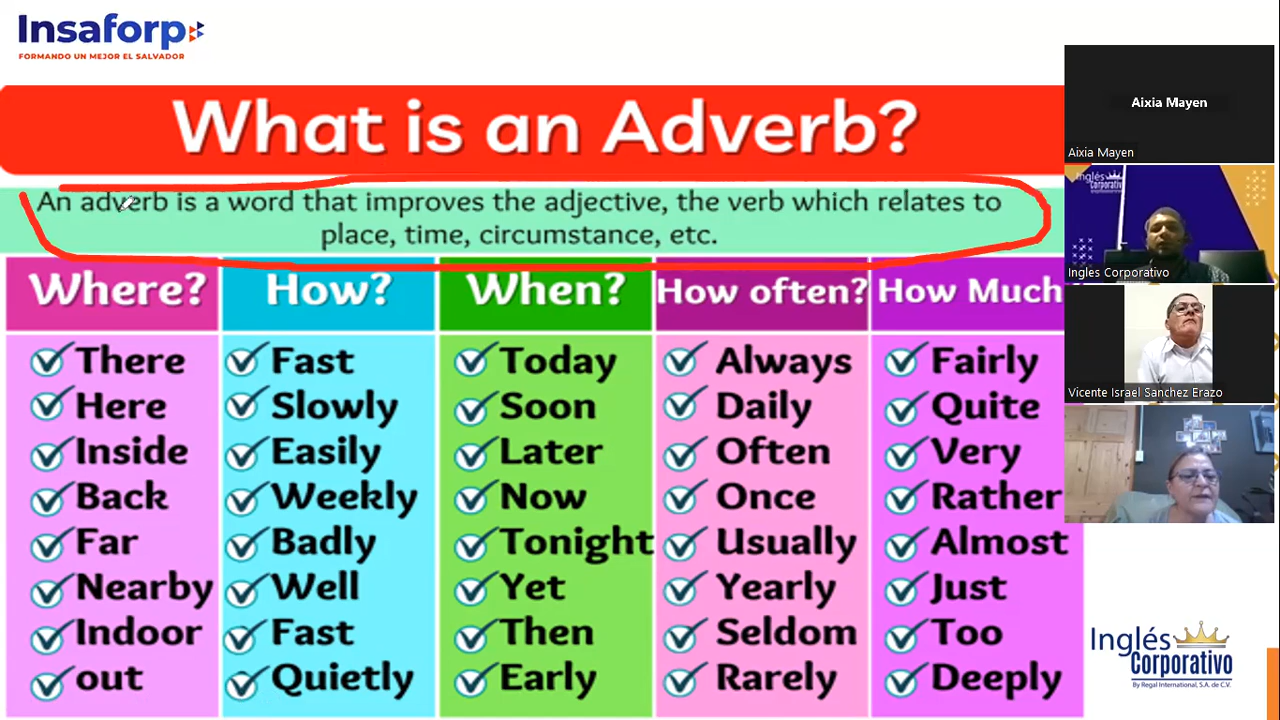 Insaforp
FORMANDO UN MEJOR EL SALVADOR
What is an Adverb?
An adverb is a word that improves the adjective, the verb which relates to
place, time, circumstance, etc.
Where?
There
Here
Inside
Back
Far
Nearby
Indoor
out
How?
Fast
Slowly
Easily
Weekly
Badly
Well
Fast
Quietly
When?
Today
Soon
Later
Now
Tonight
Yet
Then
Early
How often?
Always
Daily
Often
Once
Usually
Yearly
Seldom
Rarely
How Much
Fairly
Quite
Very
Rather
Almost
Just
Too
Deeply
Aixia Mayen
Aixia Mayen
Inglés
Corporativo
Ingles Corporativo
Vicente Israel Sanchez Erazo
Inglés
Corporativo
By Regal International, S.A. de C.V.